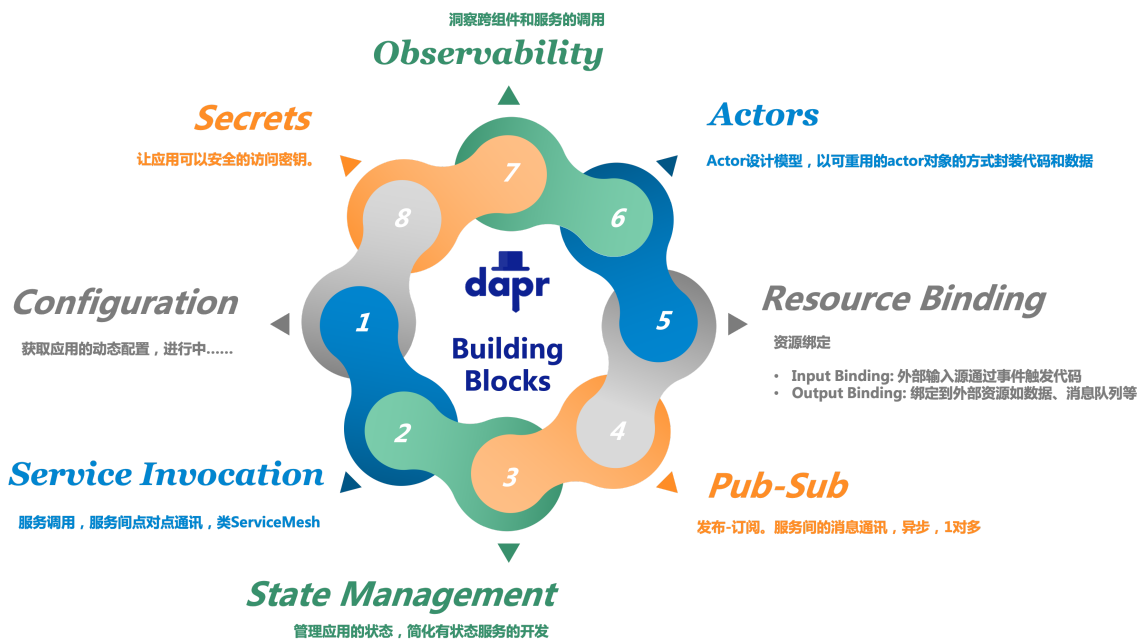 洞察跨组件和服务的调用
Observability
Secrets
让应用可以安全的访问密钥。
Actors
Actor设计模型，以可重用的actor对象的方式封装代码和数据
7
8
6
dapr
Configuration
获取应用的动态配置，进行中......
1
5
Resource Binding
资源绑定
• Input Binding: 外部输入源通过事件触发代码
• Output Binding: 绑定到外部资源如数据、消息队列等
Building
Blocks
2
4
3
Service Invocation
服务调用，服务间点对点通讯，类ServiceMesh
Pub-Sub
发布-订阅。服务间的消息通讯，异步，1对多
State Management
管理应用的状态，简化有状态服务的开发